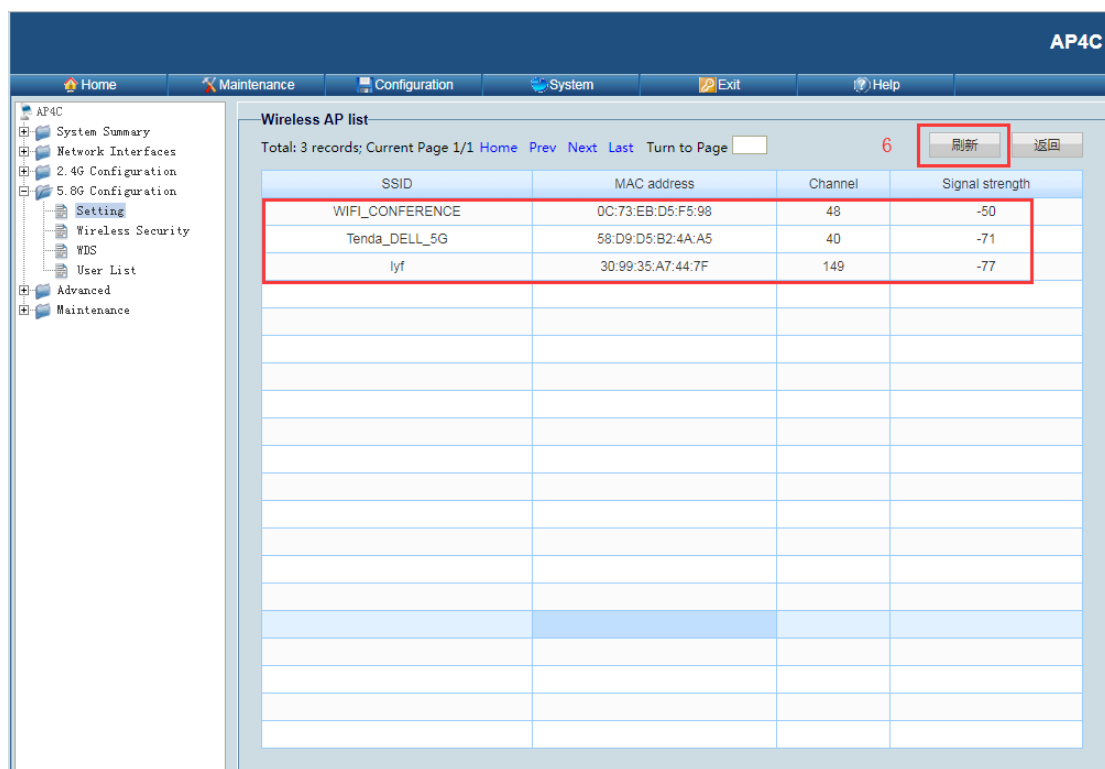 AP4C
Home Maintenance Configuration System Exit Help
AP4C
System Summary
Network Interfaces
2.4G Configuration
5.8G Configuration
Setting
Wireless Security
WDS
User List
Advanced
Maintenance
Wireless AP list
Total: 3 records; Current Page 1/1 Home Prev Next Last Turn to Page 6 刷新 返回
SSID MAC address Channel Signal strength
WIFI_CONFERENCE 0C:73:EB:D5:F5:98 48 -50
Tenda_DELL_5G 58:D9:D5:B2:4A:A5 40 -71
lyf 30:99:35:A7:44:7F 149 -77